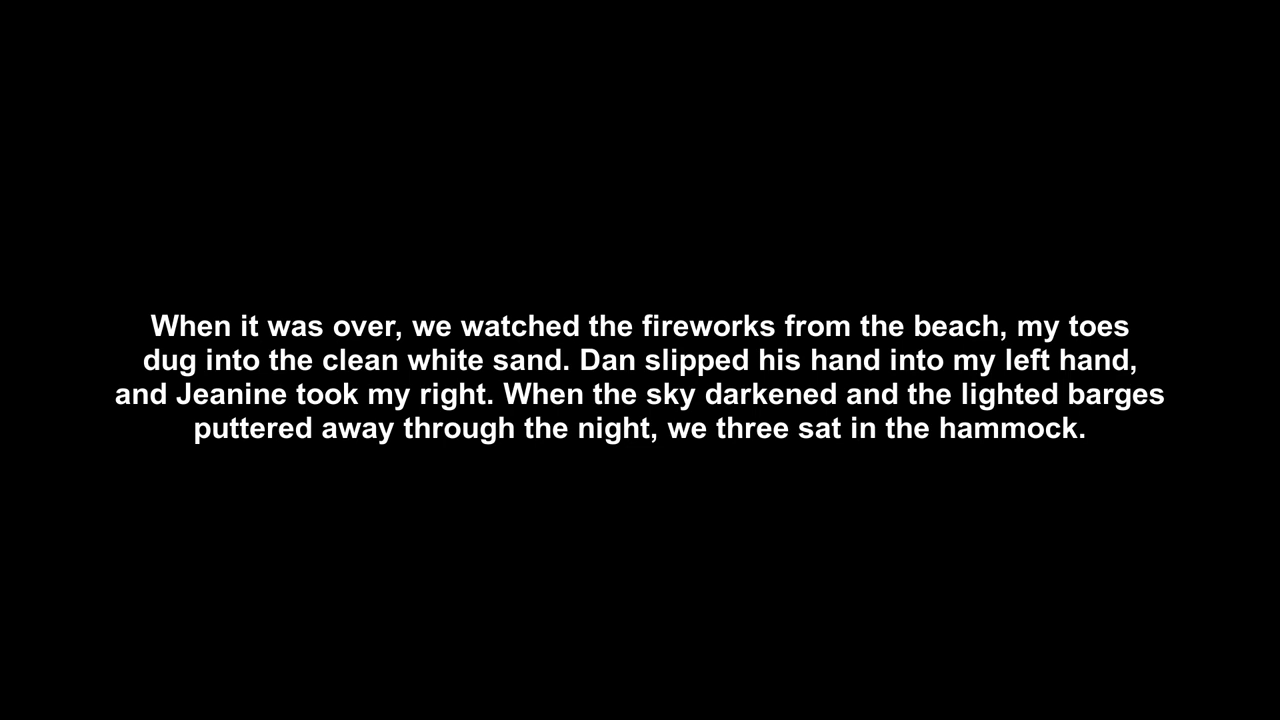 When it was over, we watched the fireworks from the beach, my toes
dug into the clean white sand. Dan slipped his hand into my left hand,
and Jeanine took my right. When the sky darkened and the lighted barges
puttered away through the night, we three sat in the hammock.